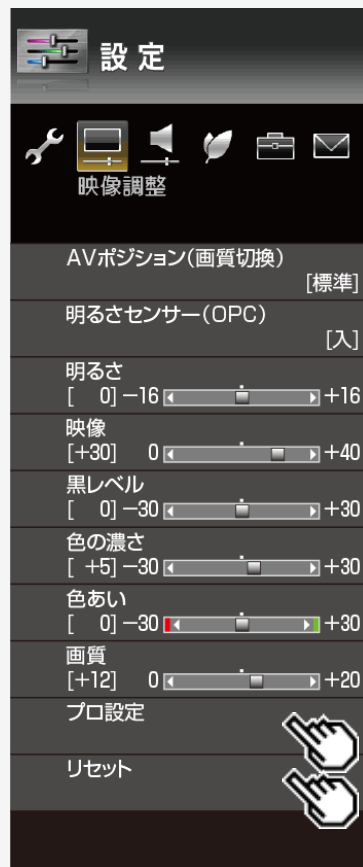 設定
映像調整
AVポジション(画質切換)
[標準]
明るさセンサー(OPC)
[入]
明るさ
[ 0] −16 +16
映像
[+30] 0 +40
黒レベル
[ 0] −30 +30
色の濃さ
[ +5] −30 +30
色あい
[ 0] −30 +30
画質
[+12] 0 +20
プロ設定
リセット